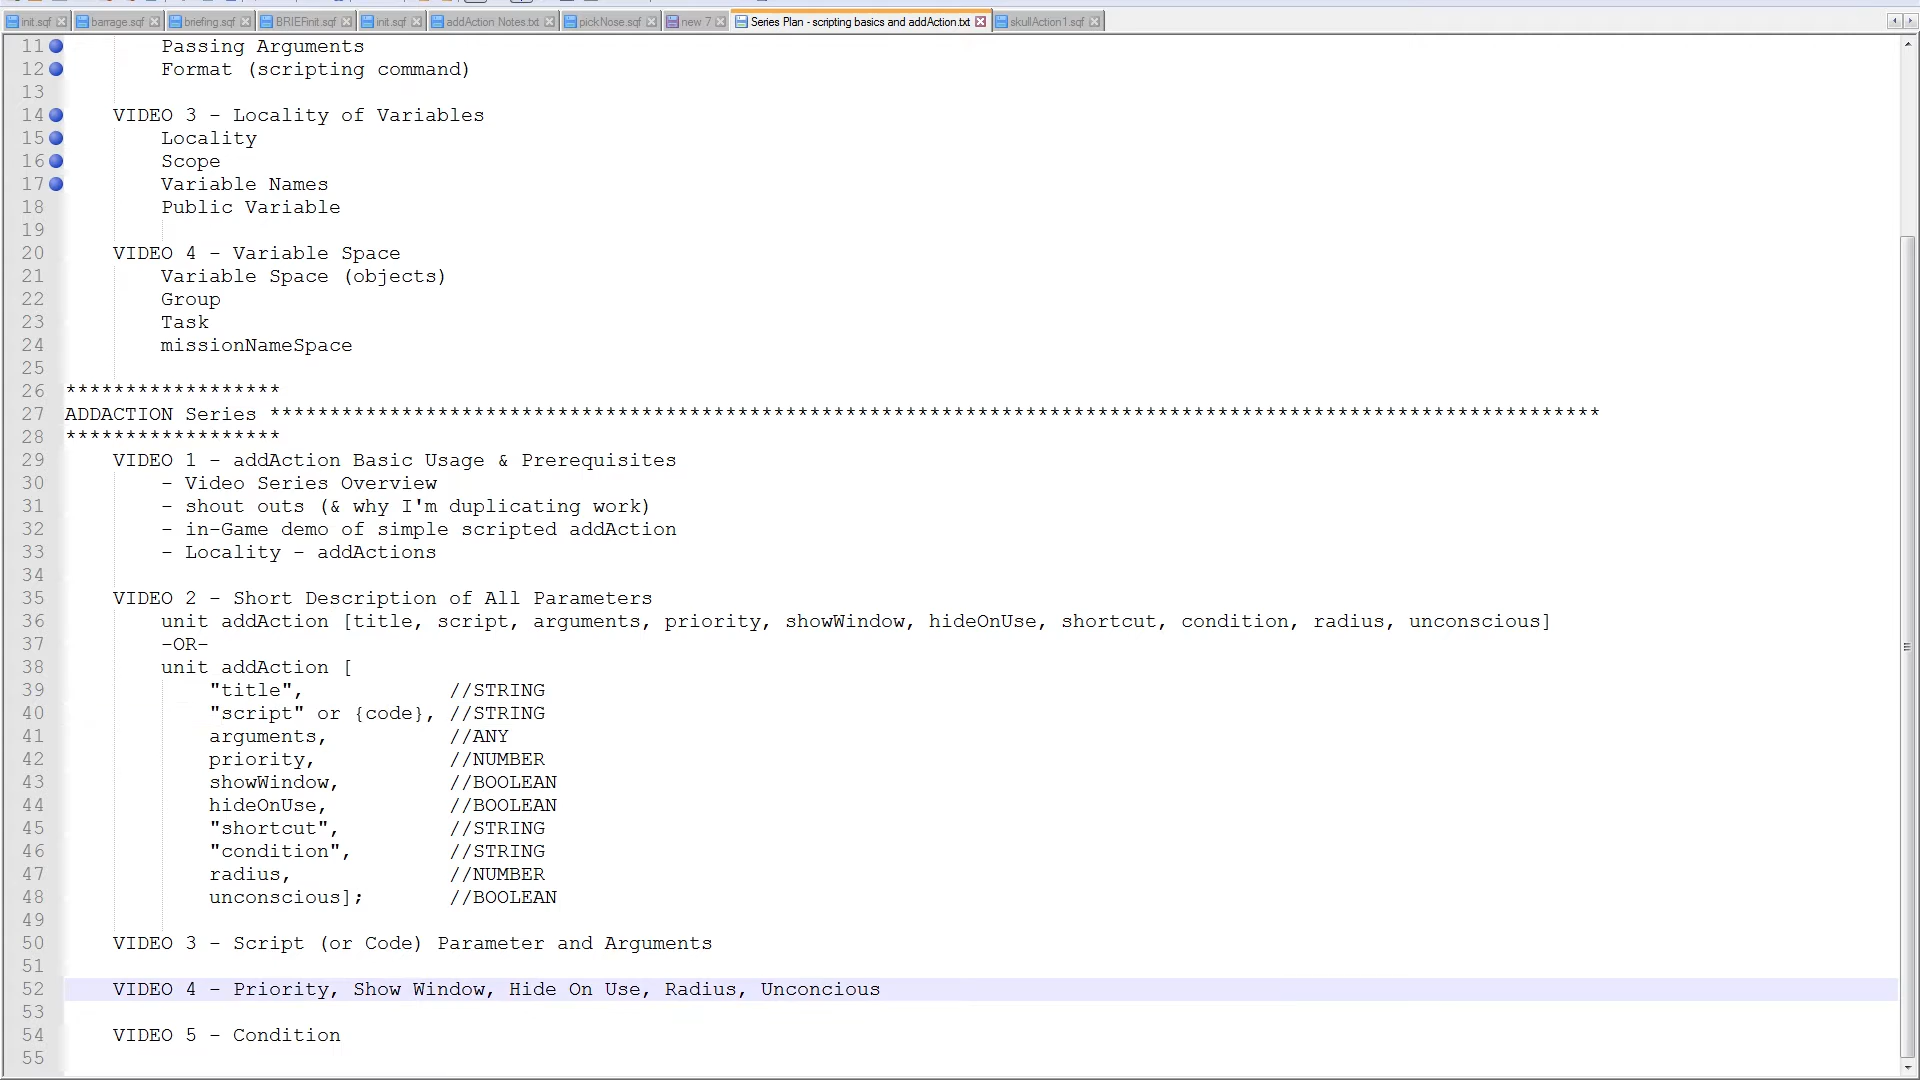 init.sqf barrage.sqf briefing.sqf BRIEFinit.sqf init.sqf addAction Notes.txt pickNose.sqf new 7 Series Plan - scripting basics and addAction.txt skullAction1.sqf
11 Passing Arguments
12 Format (scripting command)
13
14 VIDEO 3 - Locality of Variables
15 Locality
16 Scope
17 Variable Names
18 Public Variable
19
20 VIDEO 4 - Variable Space
21 Variable Space (objects)
22 Group
23 Task
24 missionNameSpace
25
26 ******************
27 ADDACTION Series ***************************************************************************************************************
28 ******************
29 VIDEO 1 - addAction Basic Usage & Prerequisites
30 - Video Series Overview
31 - shout outs (& why I'm duplicating work)
32 - in-Game demo of simple scripted addAction
33 - Locality - addActions
34
35 VIDEO 2 - Short Description of All Parameters
36 unit addAction [title, script, arguments, priority, showWindow, hideOnUse, shortcut, condition, radius, unconscious]
37 -OR-
38 unit addAction [
39 "title", //STRING
40 "script" or {code}, //STRING
41 arguments, //ANY
42 priority, //NUMBER
43 showWindow, //BOOLEAN
44 hideOnUse, //BOOLEAN
45 "shortcut", //STRING
46 "condition", //STRING
47 radius, //NUMBER
48 unconscious]; //BOOLEAN
49
50 VIDEO 3 - Script (or Code) Parameter and Arguments
51
52 VIDEO 4 - Priority, Show Window, Hide On Use, Radius, Unconcious
53
54 VIDEO 5 - Condition
55